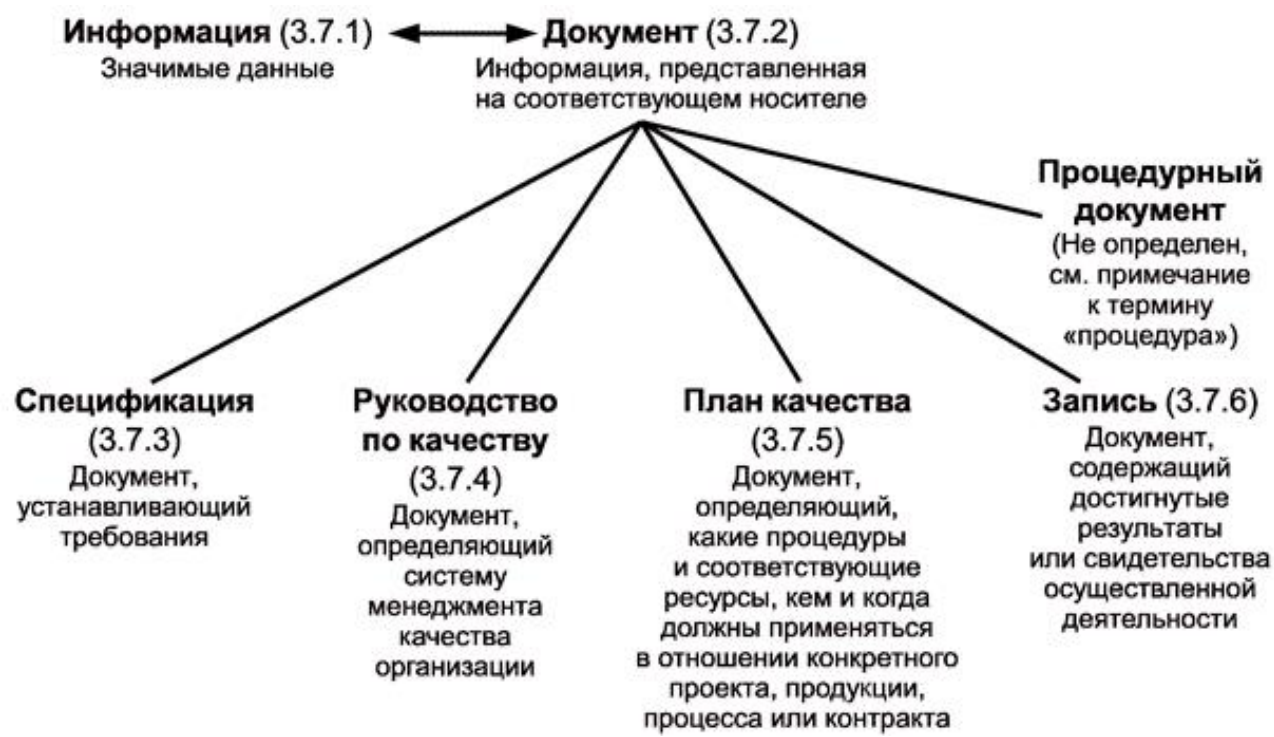 Информация (3.7.1)
Значимые данные
Документ (3.7.2)
Информация, представленная
на соответствующем носителе
Процедурный
документ
(Не определен,
см. примечание
к термину
«процедура»)
Спецификация
(3.7.3)
Документ,
устанавливающий
требования
Руководство
по качеству
(3.7.4)
Документ,
определяющий
систему
менеджмента
качества
организации
План качества
(3.7.5)
Документ,
определяющий,
какие процедуры
и соответствующие
ресурсы, кем и когда
должны применяться
в отношении конкретного
проекта, продукции,
процесса или контракта
Запись (3.7.6)
Документ,
содержащий
достигнутые
результаты
или свидетельства
осуществленной
деятельности